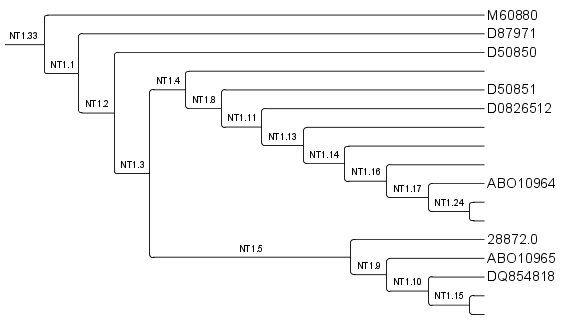 M60880
NT1.33
D87971
NT1.1
D50850
NT1.4
D50851
NT1.8
NT1.2
D0826512
NT1.11
NT1.13
NT1.14
NT1.3
NT1.16
ABO10964
NT1.17
NT1.24
28872.0
NT1.5
ABO10965
NT1.9
DQ854818
NT1.10
NT1.15